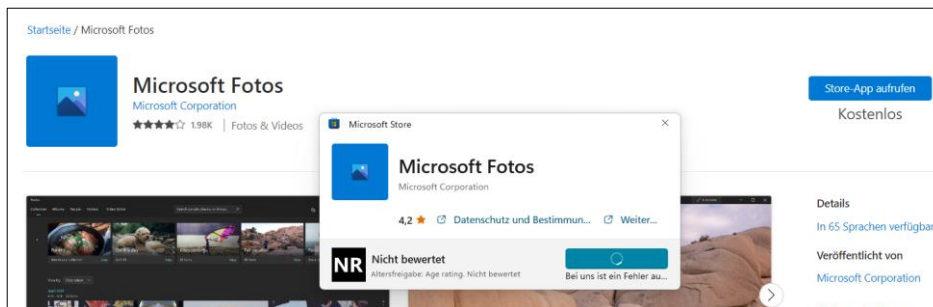 Startseite / Microsoft Fotos
Microsoft Fotos
Microsoft Corporation
1.98K | Fotos & Videos
Store-App aufrufen
Kostenlos
Microsoft Store
Microsoft Fotos
Microsoft Corporation
4,2 Datenschutz und Bestimmun... Weiter...
NR
Nicht bewertet
Altersfreigabe: Age rating. Nicht bewertet
Bei uns ist ein Fehler au...
Details
In 65 Sprachen verfügbar
Veröffentlicht von
Microsoft Corporation